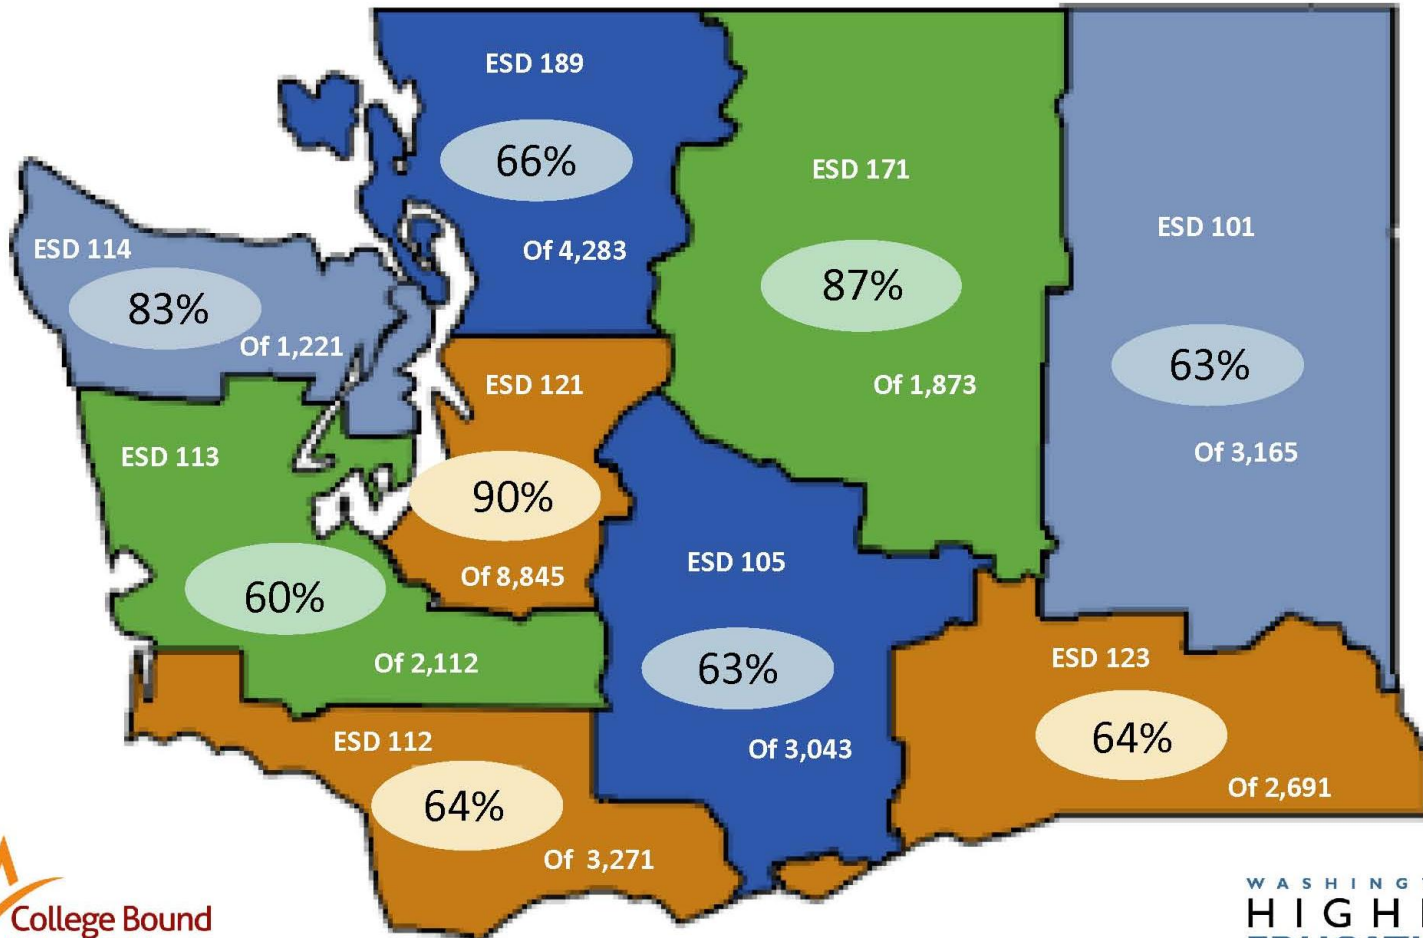 ESD 189
66%
Of 4,283
ESD 171
87%
Of 1,873
ESD 101
63%
Of 3,165
ESD 114
83%
Of 1,221
ESD 121
90%
Of 8,845
ESD 113
60%
Of 2,112
ESD 105
63%
Of 3,043
ESD 123
64%
Of 2,691
ESD 112
64%
Of 3,271
College Bound